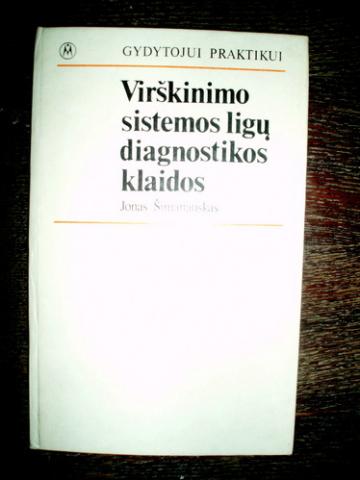 GYDYTOJUI PRAKTIKUI
Virškinimo
sistemos ligų
diagnostikos
klaidos
Jonas